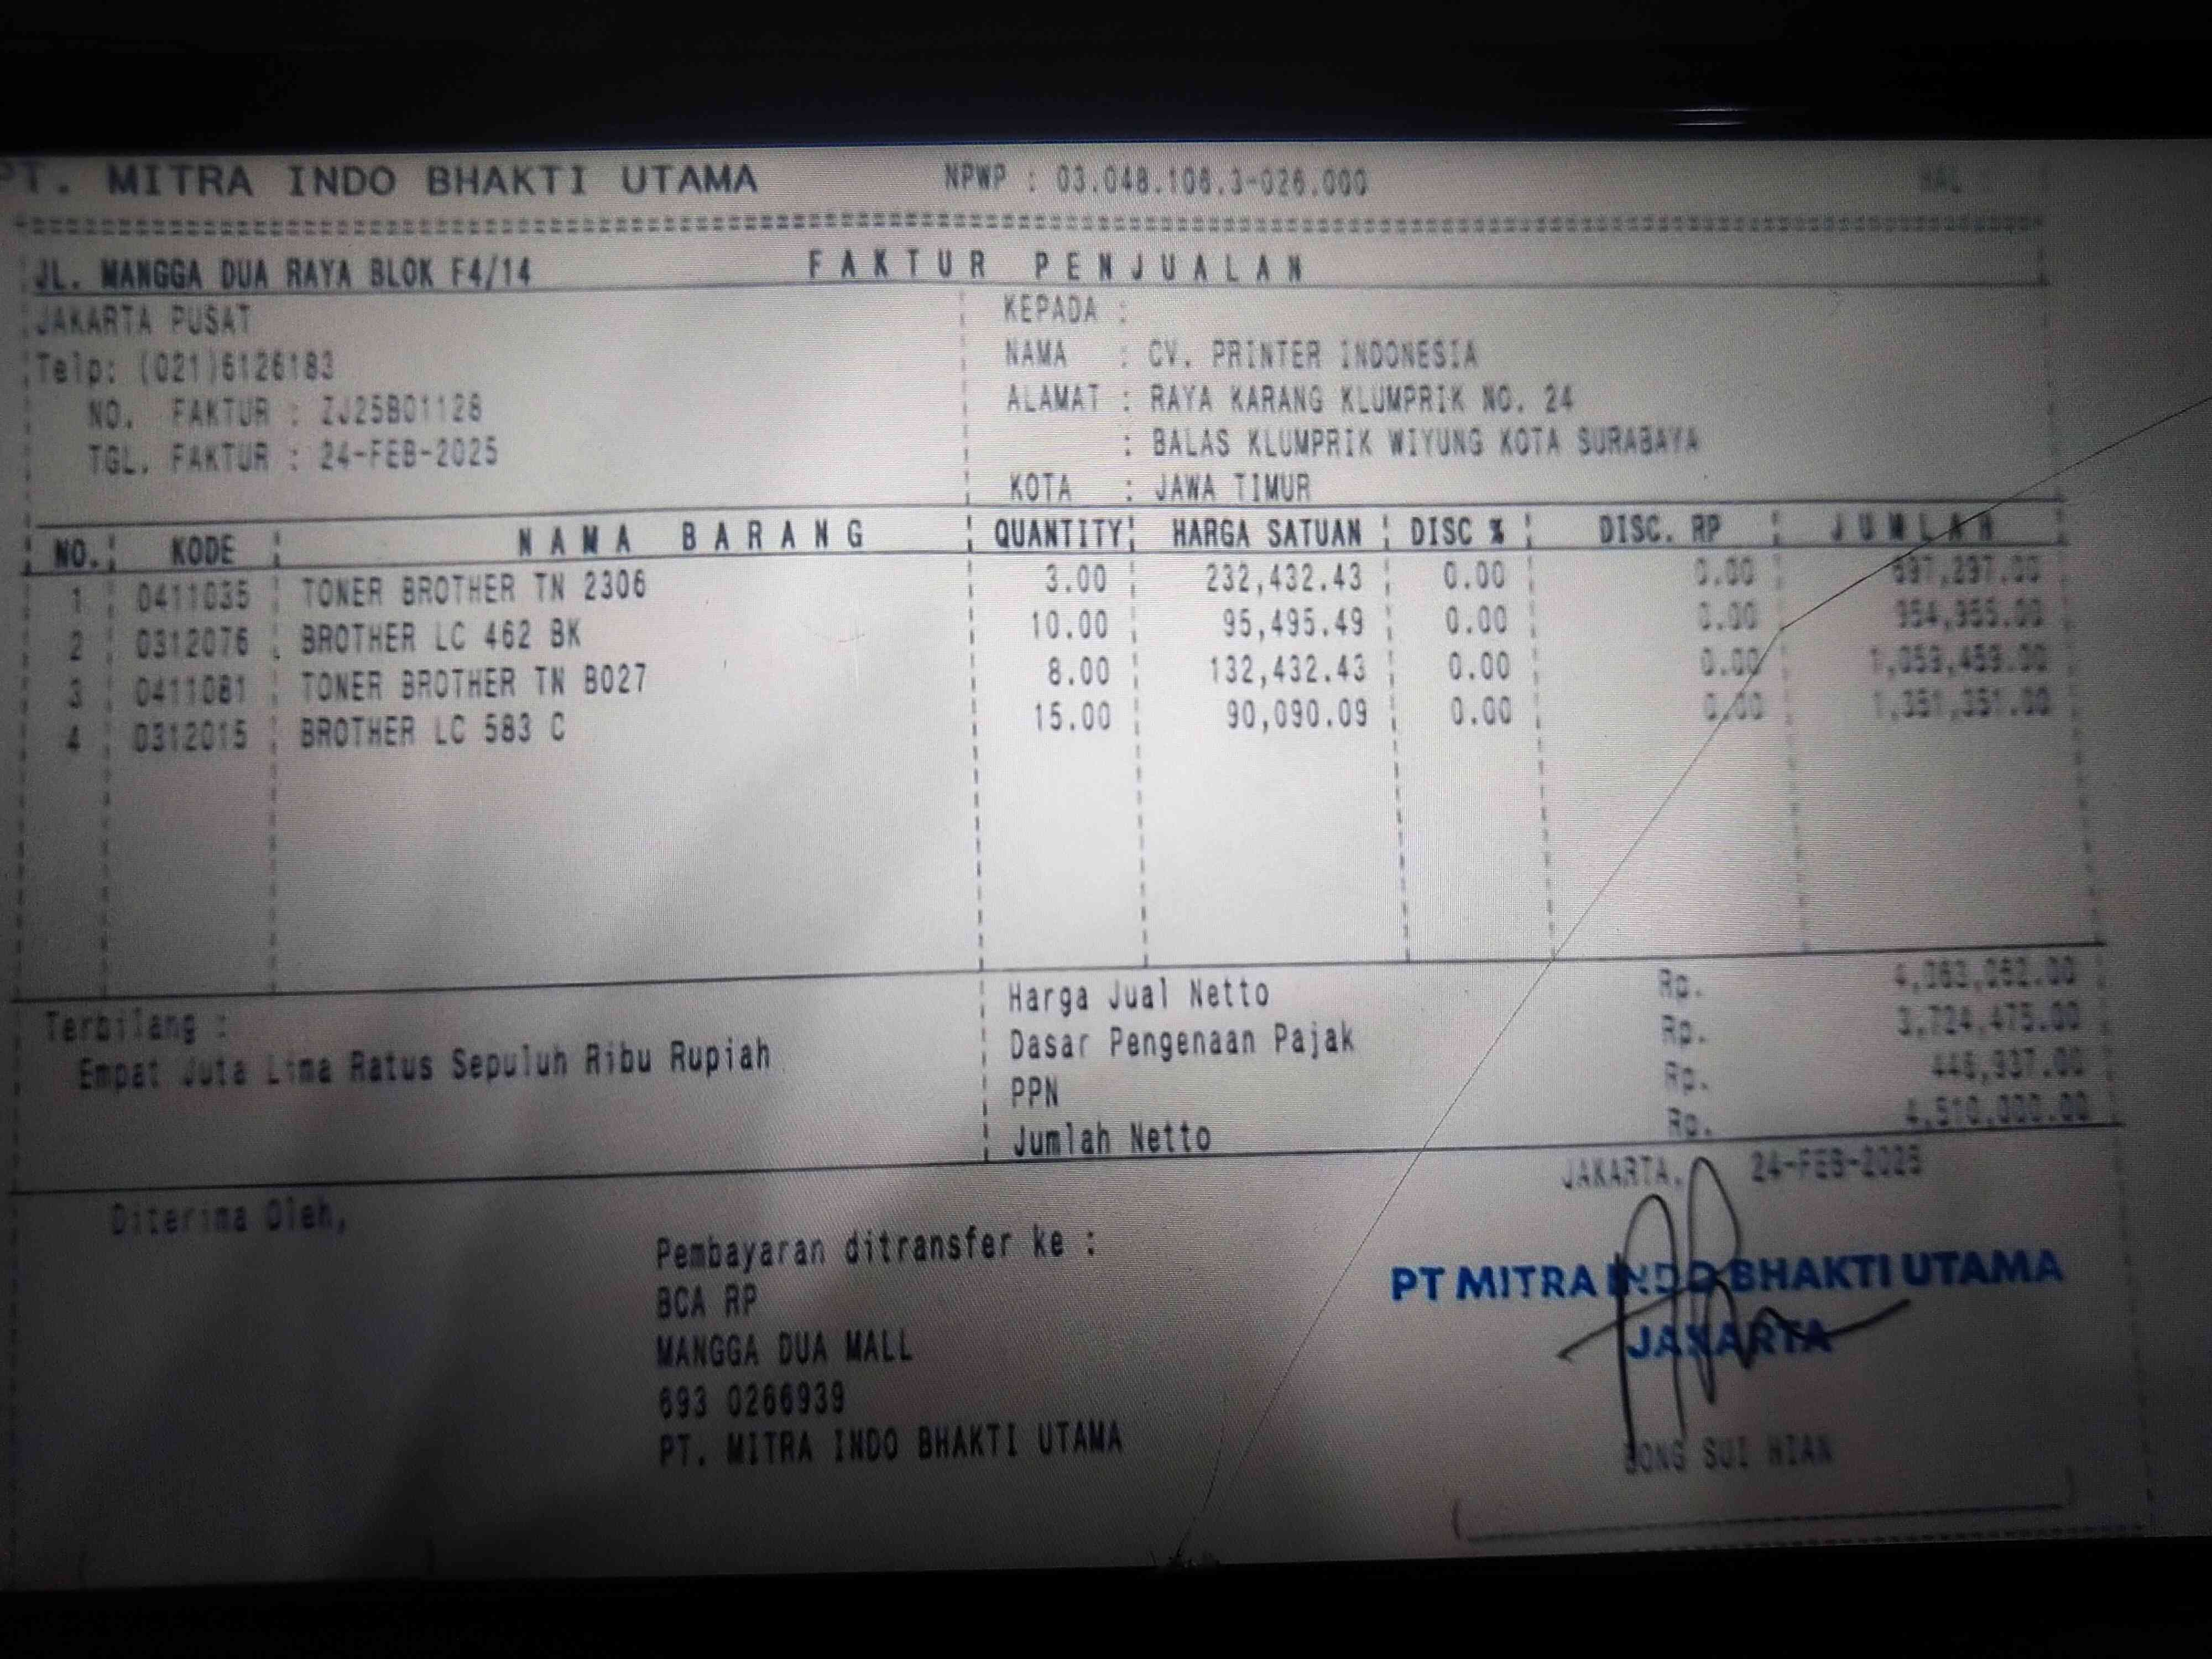 PT. MITRA INDO BHAKTI UTAMA NPWP : 03.048.106.3-026.000 HAL
JL. MANGGA DUA RAYA BLOK F4/14 FAKTUR PENJUALAN
JAKARTA PUSAT KEPADA :
Telp: (021)6126183 NAMA : CV. PRINTER INDONESIA
NO. FAKTUR : ZJ25B01128 ALAMAT : RAYA KARANG KLUMPRIK NO. 24
TGL. FAKTUR : 24-FEB-2025 : BALAS KLUMPRIK WIYUNG KOTA SURABAYA
KOTA : JAWA TIMUR
NO. KODE NAMA BARANG QUANTITY HARGA SATUAN DISC % DISC. RP JUMLAH
1 0411035 TONER BROTHER TN 2306 3.00 232,432.43 0.00 0.00 697,297.00
2 0312076 BROTHER LC 462 BK 10.00 95,495.49 0.00 0.00 954,955.00
3 0411081 TONER BROTHER TN B027 8.00 132,432.43 0.00 0.00 1,059,459.00
4 0312015 BROTHER LC 583 C 15.00 90,090.09 0.00 0.00 1,351,351.00
Harga Jual Netto Rp. 4,063,062.00
Terbilang : Dasar Pengenaan Pajak Rp. 3,724,475.00
Empat Juta Lima Ratus Sepuluh Ribu Rupiah PPN Rp. 446,937.00
Jumlah Netto Rp. 4,510,000.00
Diterima Oleh, JAKARTA, 24-FEB-2025
Pembayaran ditransfer ke :
BCA RP PT MITRA INDO BHAKTI UTAMA
MANGGA DUA MALL JAKARTA
693 0266939
PT. MITRA INDO BHAKTI UTAMA BONG SUI HIAN